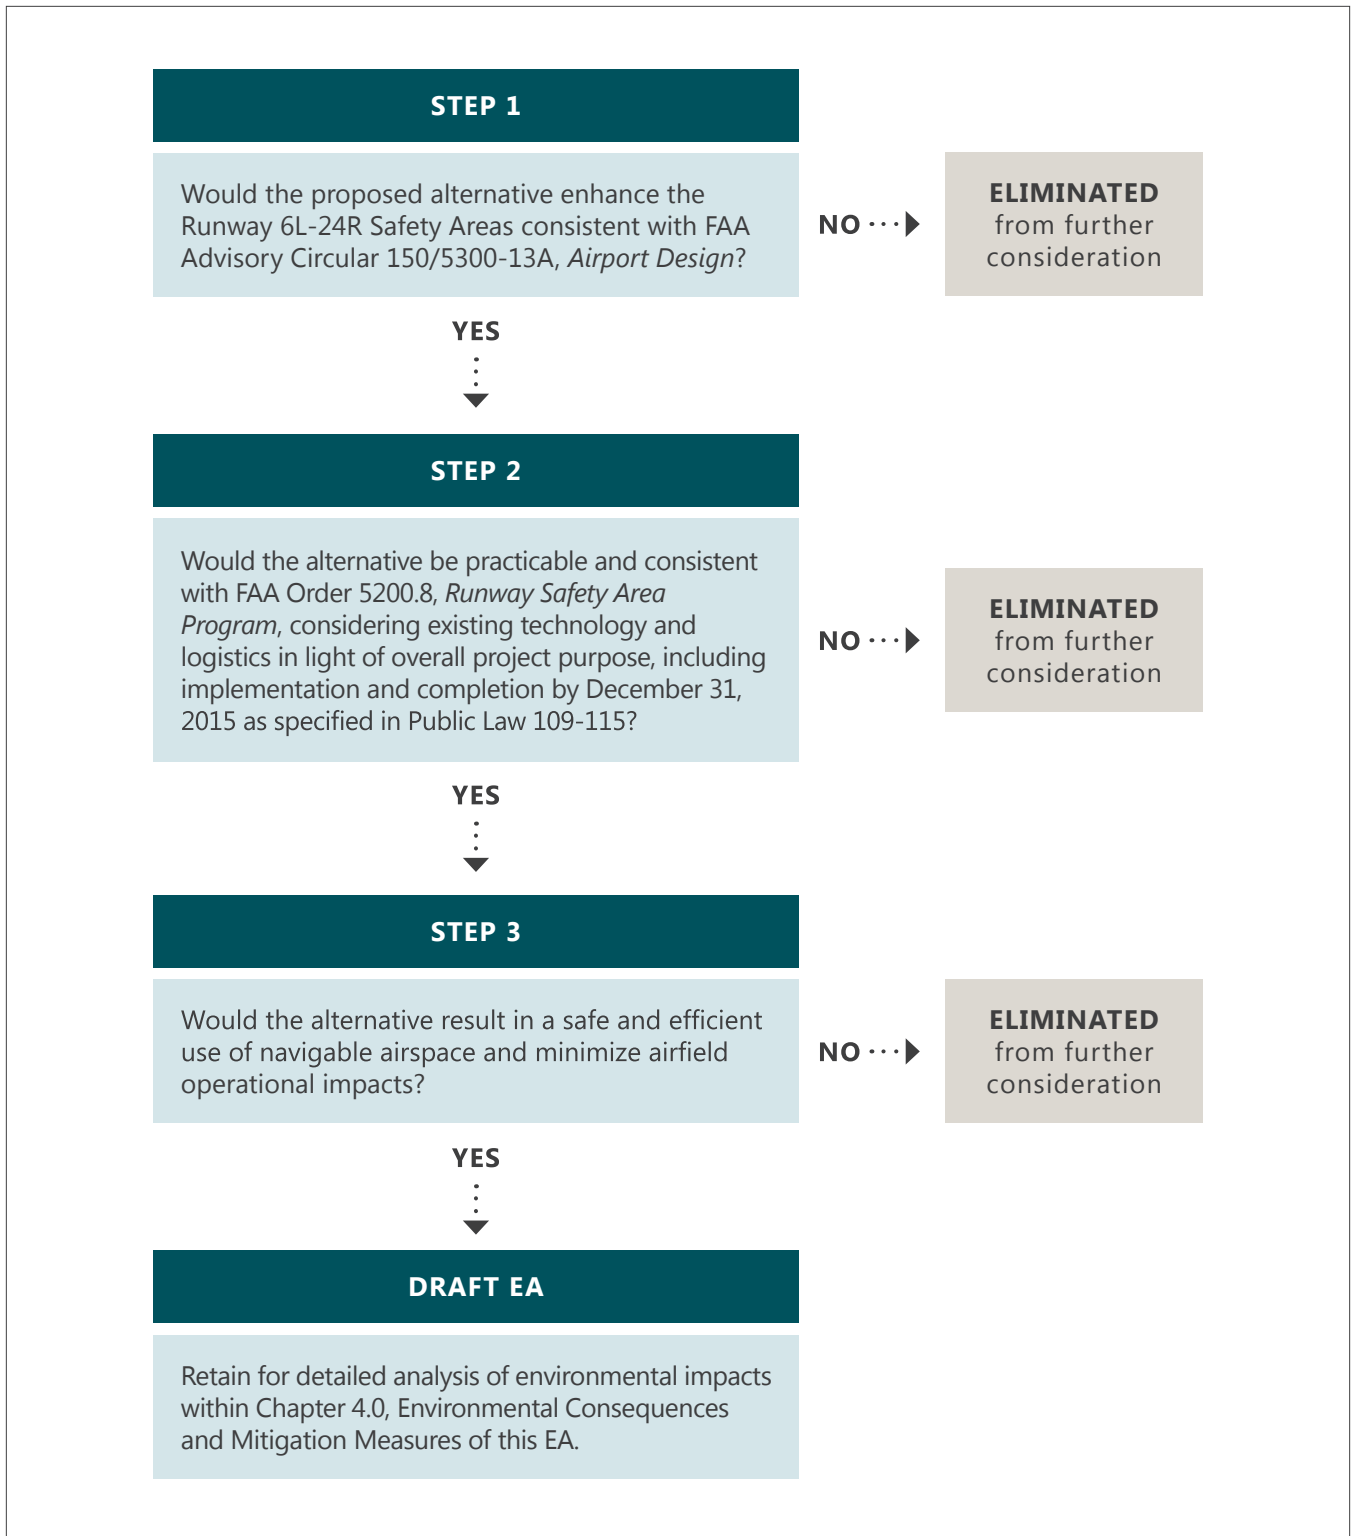 STEP 1
Would the proposed alternative enhance the
Runway 6L-24R Safety Areas consistent with FAA
Advisory Circular 150/5300-13A, Airport Design?
NO
ELIMINATED
from further
consideration
YES
STEP 2
Would the alternative be practicable and consistent
with FAA Order 5200.8, Runway Safety Area
Program, considering existing technology and
logistics in light of overall project purpose, including
implementation and completion by December 31,
2015 as specified in Public Law 109-115?
NO
ELIMINATED
from further
consideration
YES
STEP 3
Would the alternative result in a safe and efficient
use of navigable airspace and minimize airfield
operational impacts?
NO
ELIMINATED
from further
consideration
YES
DRAFT EA
Retain for detailed analysis of environmental impacts
within Chapter 4.0, Environmental Consequences
and Mitigation Measures of this EA.